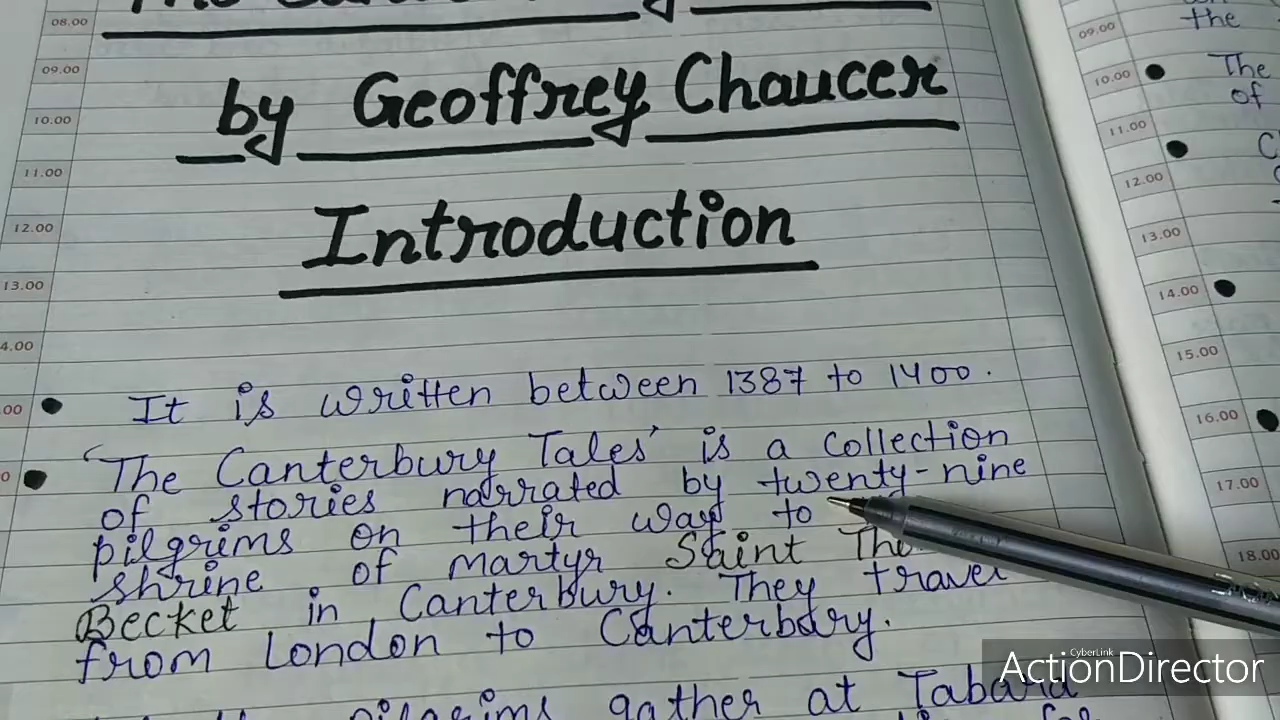 by Geoffrey Chaucer
Introduction
It is written between 1387 to 1400.
'The Canterbury Tales' is a collection
of stories narrated by twenty-nine
pilgrims on their way to
shrine of martyr Saint
Becket in Canterbury. They travel
from London to Canterbury.
pilgrims gather at Tabard
08.00
09.00
10.00
11.00
12.00
13.00
the
The
of
09.00
10.00
11.00
12.00
13.00
14.00
15.00
16.00
17.00
18.00
CyberLink
ActionDirector